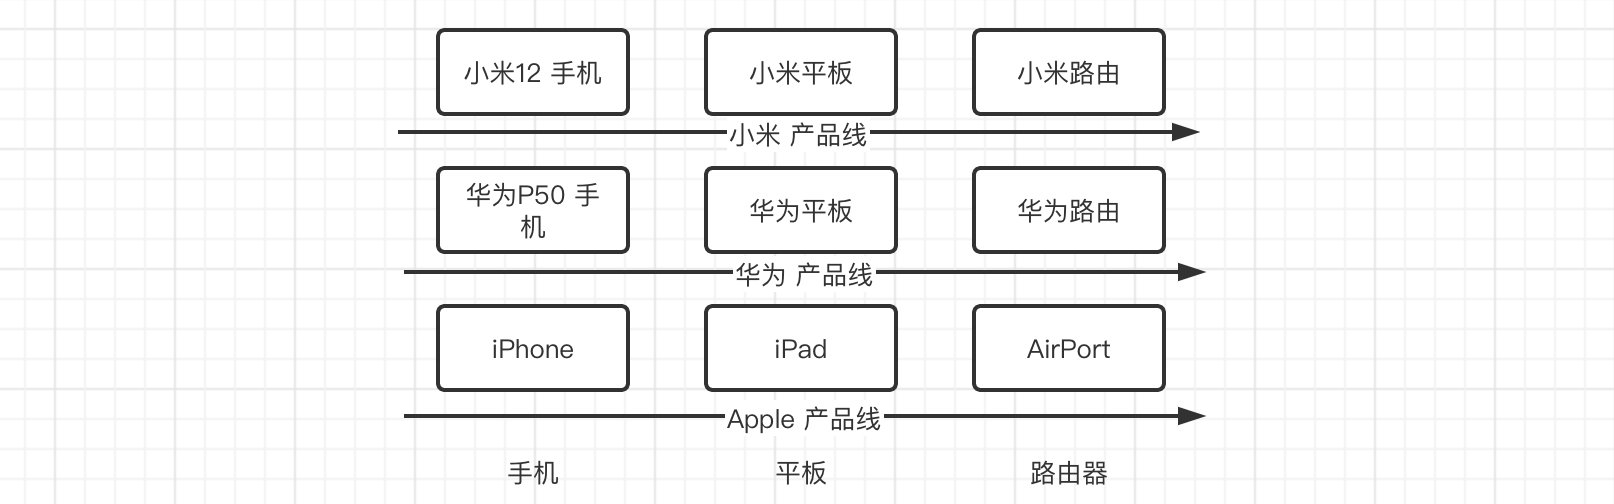 小米12 手机
小米平板
小米路由
小米 产品线
华为P50 手
机
华为平板
华为路由
华为 产品线
iPhone
iPad
AirPort
Apple 产品线
手机
平板
路由器